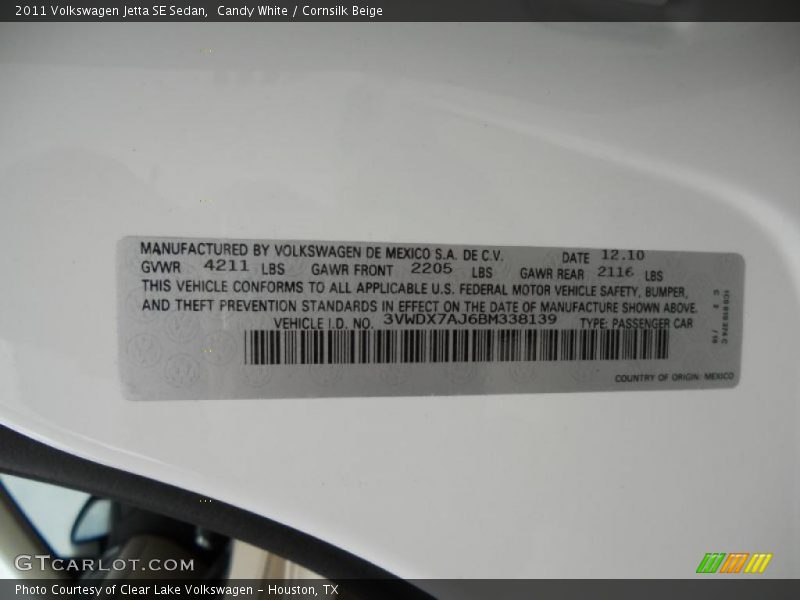 2011 Volkswagen Jetta SE Sedan, Candy White / Cornsilk Beige
MANUFACTURED BY VOLKSWAGEN DE MEXICO S.A. DE C.V. DATE 12.10
GVWR 4211 LBS GAWR FRONT 2205 LBS GAWR REAR 2116 LBS
THIS VEHICLE CONFORMS TO ALL APPLICABLE U.S. FEDERAL MOTOR VEHICLE SAFETY, BUMPER,
AND THEFT PREVENTION STANDARDS IN EFFECT ON THE DATE OF MANUFACTURE SHOWN ABOVE.
VEHICLE I.D. NO. 3VWDX7AJ6BM338139 TYPE: PASSENGER CAR
COUNTRY OF ORIGIN: MEXICO
GTCARLOT.COM
Photo Courtesy of Clear Lake Volkswagen – Houston, TX